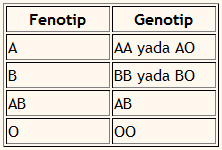 Fenotip Genotip
A AA yada AO
B BB yada BO
AB AB
O OO